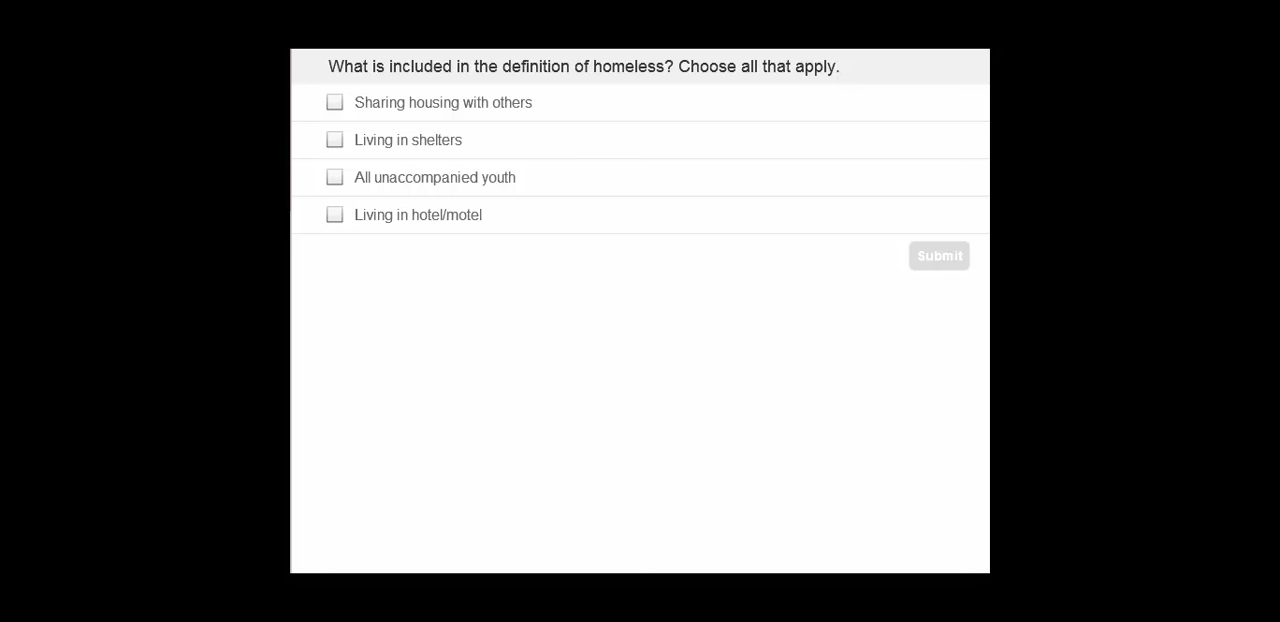 What is included in the definition of homeless? Choose all that apply.
Sharing housing with others
Living in shelters
All unaccompanied youth
Living in hotel/motel
Submit